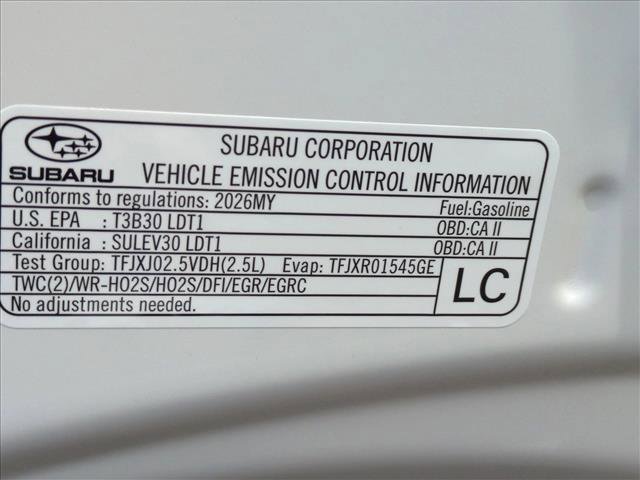 SUBARU
SUBARU CORPORATION
VEHICLE EMISSION CONTROL INFORMATION
Conforms to regulations: 2026MY Fuel:Gasoline
U.S. EPA : T3B30 LDT1 OBD:CA II
California : SULEV30 LDT1 OBD:CA II
Test Group: TFJXJ02.5VDH(2.5L) Evap: TFJXR01545GE
TWC(2)/WR-HO2S/HO2S/DFI/EGR/EGRC
No adjustments needed.
LC